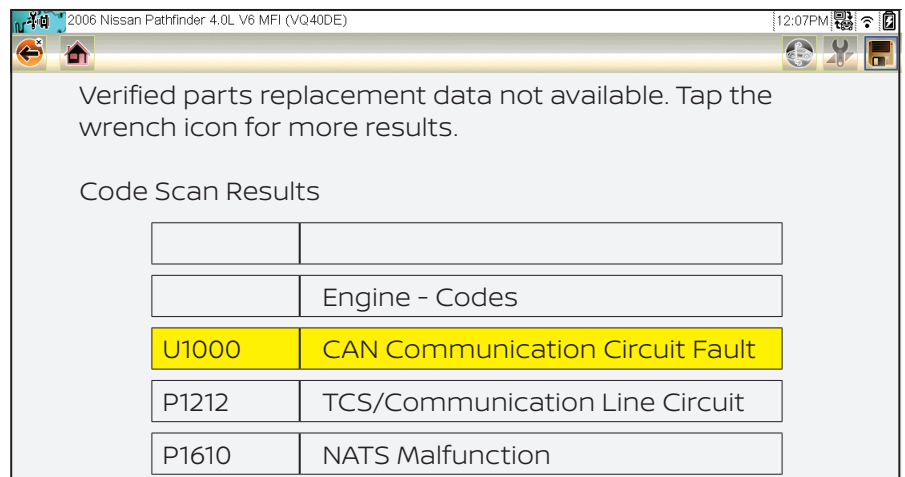 2006 Nissan Pathfinder 4.0L V6 MFI (VQ40DE) 12:07PM
Verified parts replacement data not available. Tap the
wrench icon for more results.
Code Scan Results
Engine - Codes
U1000 CAN Communication Circuit Fault
P1212 TCS/Communication Line Circuit
P1610 NATS Malfunction